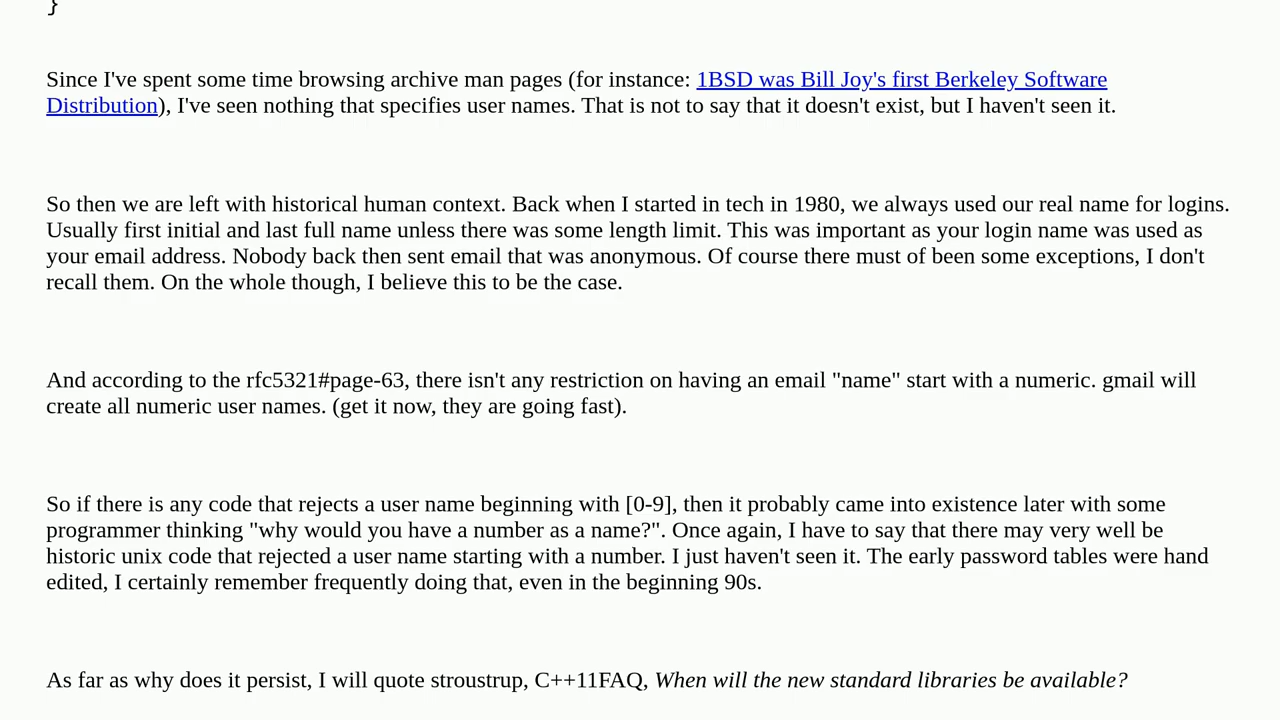 }
Since I've spent some time browsing archive man pages (for instance: 1BSD was Bill Joy's first Berkeley Software
Distribution), I've seen nothing that specifies user names. That is not to say that it doesn't exist, but I haven't seen it.
So then we are left with historical human context. Back when I started in tech in 1980, we always used our real name for logins.
Usually first initial and last full name unless there was some length limit. This was important as your login name was used as
your email address. Nobody back then sent email that was anonymous. Of course there must of been some exceptions, I don't
recall them. On the whole though, I believe this to be the case.
And according to the rfc5321#page-63, there isn't any restriction on having an email "name" start with a numeric. gmail will
create all numeric user names. (get it now, they are going fast).
So if there is any code that rejects a user name beginning with [0-9], then it probably came into existence later with some
programmer thinking "why would you have a number as a name?". Once again, I have to say that there may very well be
historic unix code that rejected a user name starting with a number. I just haven't seen it. The early password tables were hand
edited, I certainly remember frequently doing that, even in the beginning 90s.
As far as why does it persist, I will quote stroustrup, C++11FAQ, When will the new standard libraries be available?